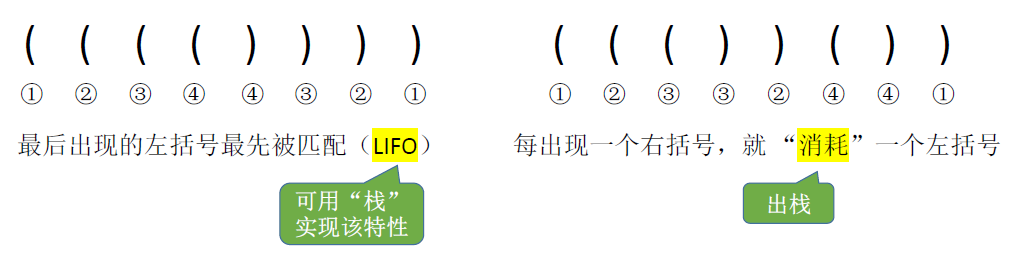 ( ( ( ( ) ) ) )
① ② ③ ④ ④ ③ ② ①
最后出现的左括号最先被匹配（LIFO）
可用“栈”
实现该特性
( ( ( ) ) ( ) )
① ② ③ ③ ② ④ ④ ①
每出现一个右括号，就“消耗”一个左括号
出栈